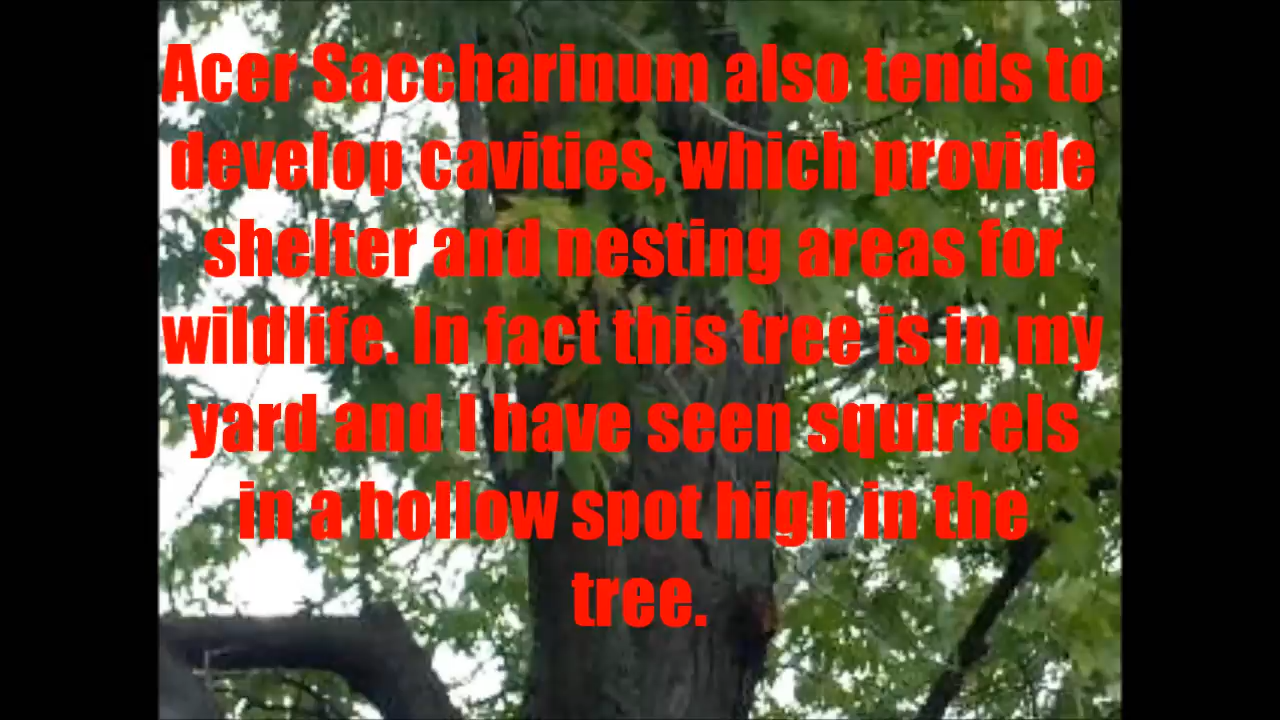 Acer Saccharinum also tends to
develop cavities, which provide
shelter and nesting areas for
wildlife. In fact this tree is in my
yard and I have seen squirrels
in a hollow spot high in the
tree.